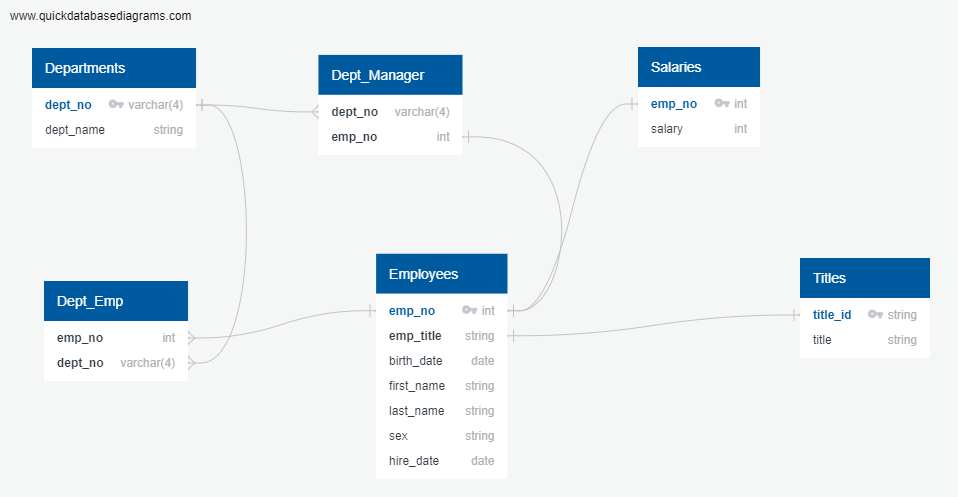 www.quickdatabasediagrams.com
Departments
dept_no varchar(4)
dept_name string
Dept_Manager
dept_no varchar(4)
emp_no int
Salaries
emp_no int
salary int
Dept_Emp
emp_no int
dept_no varchar(4)
Employees
emp_no int
emp_title string
birth_date date
first_name string
last_name string
sex string
hire_date date
Titles
title_id string
title string